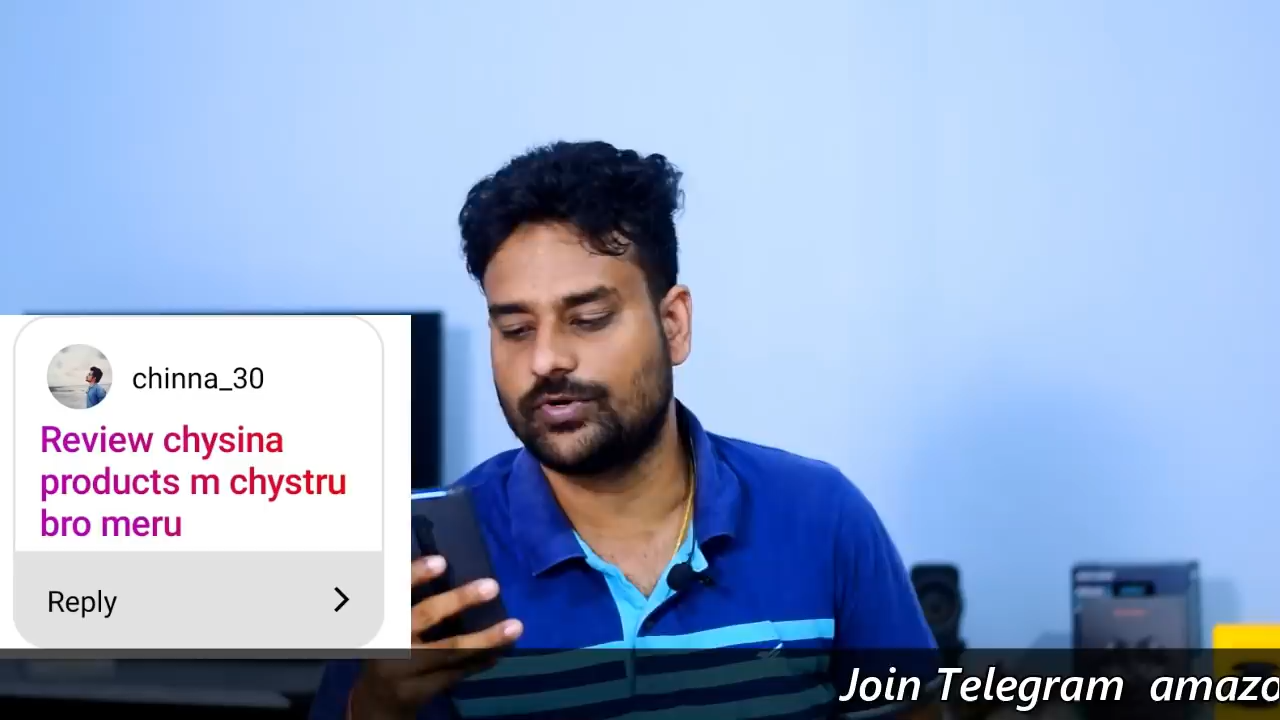 chinna_30
Review chysina
products m chystru
bro meru
Reply
Join Telegram amazo